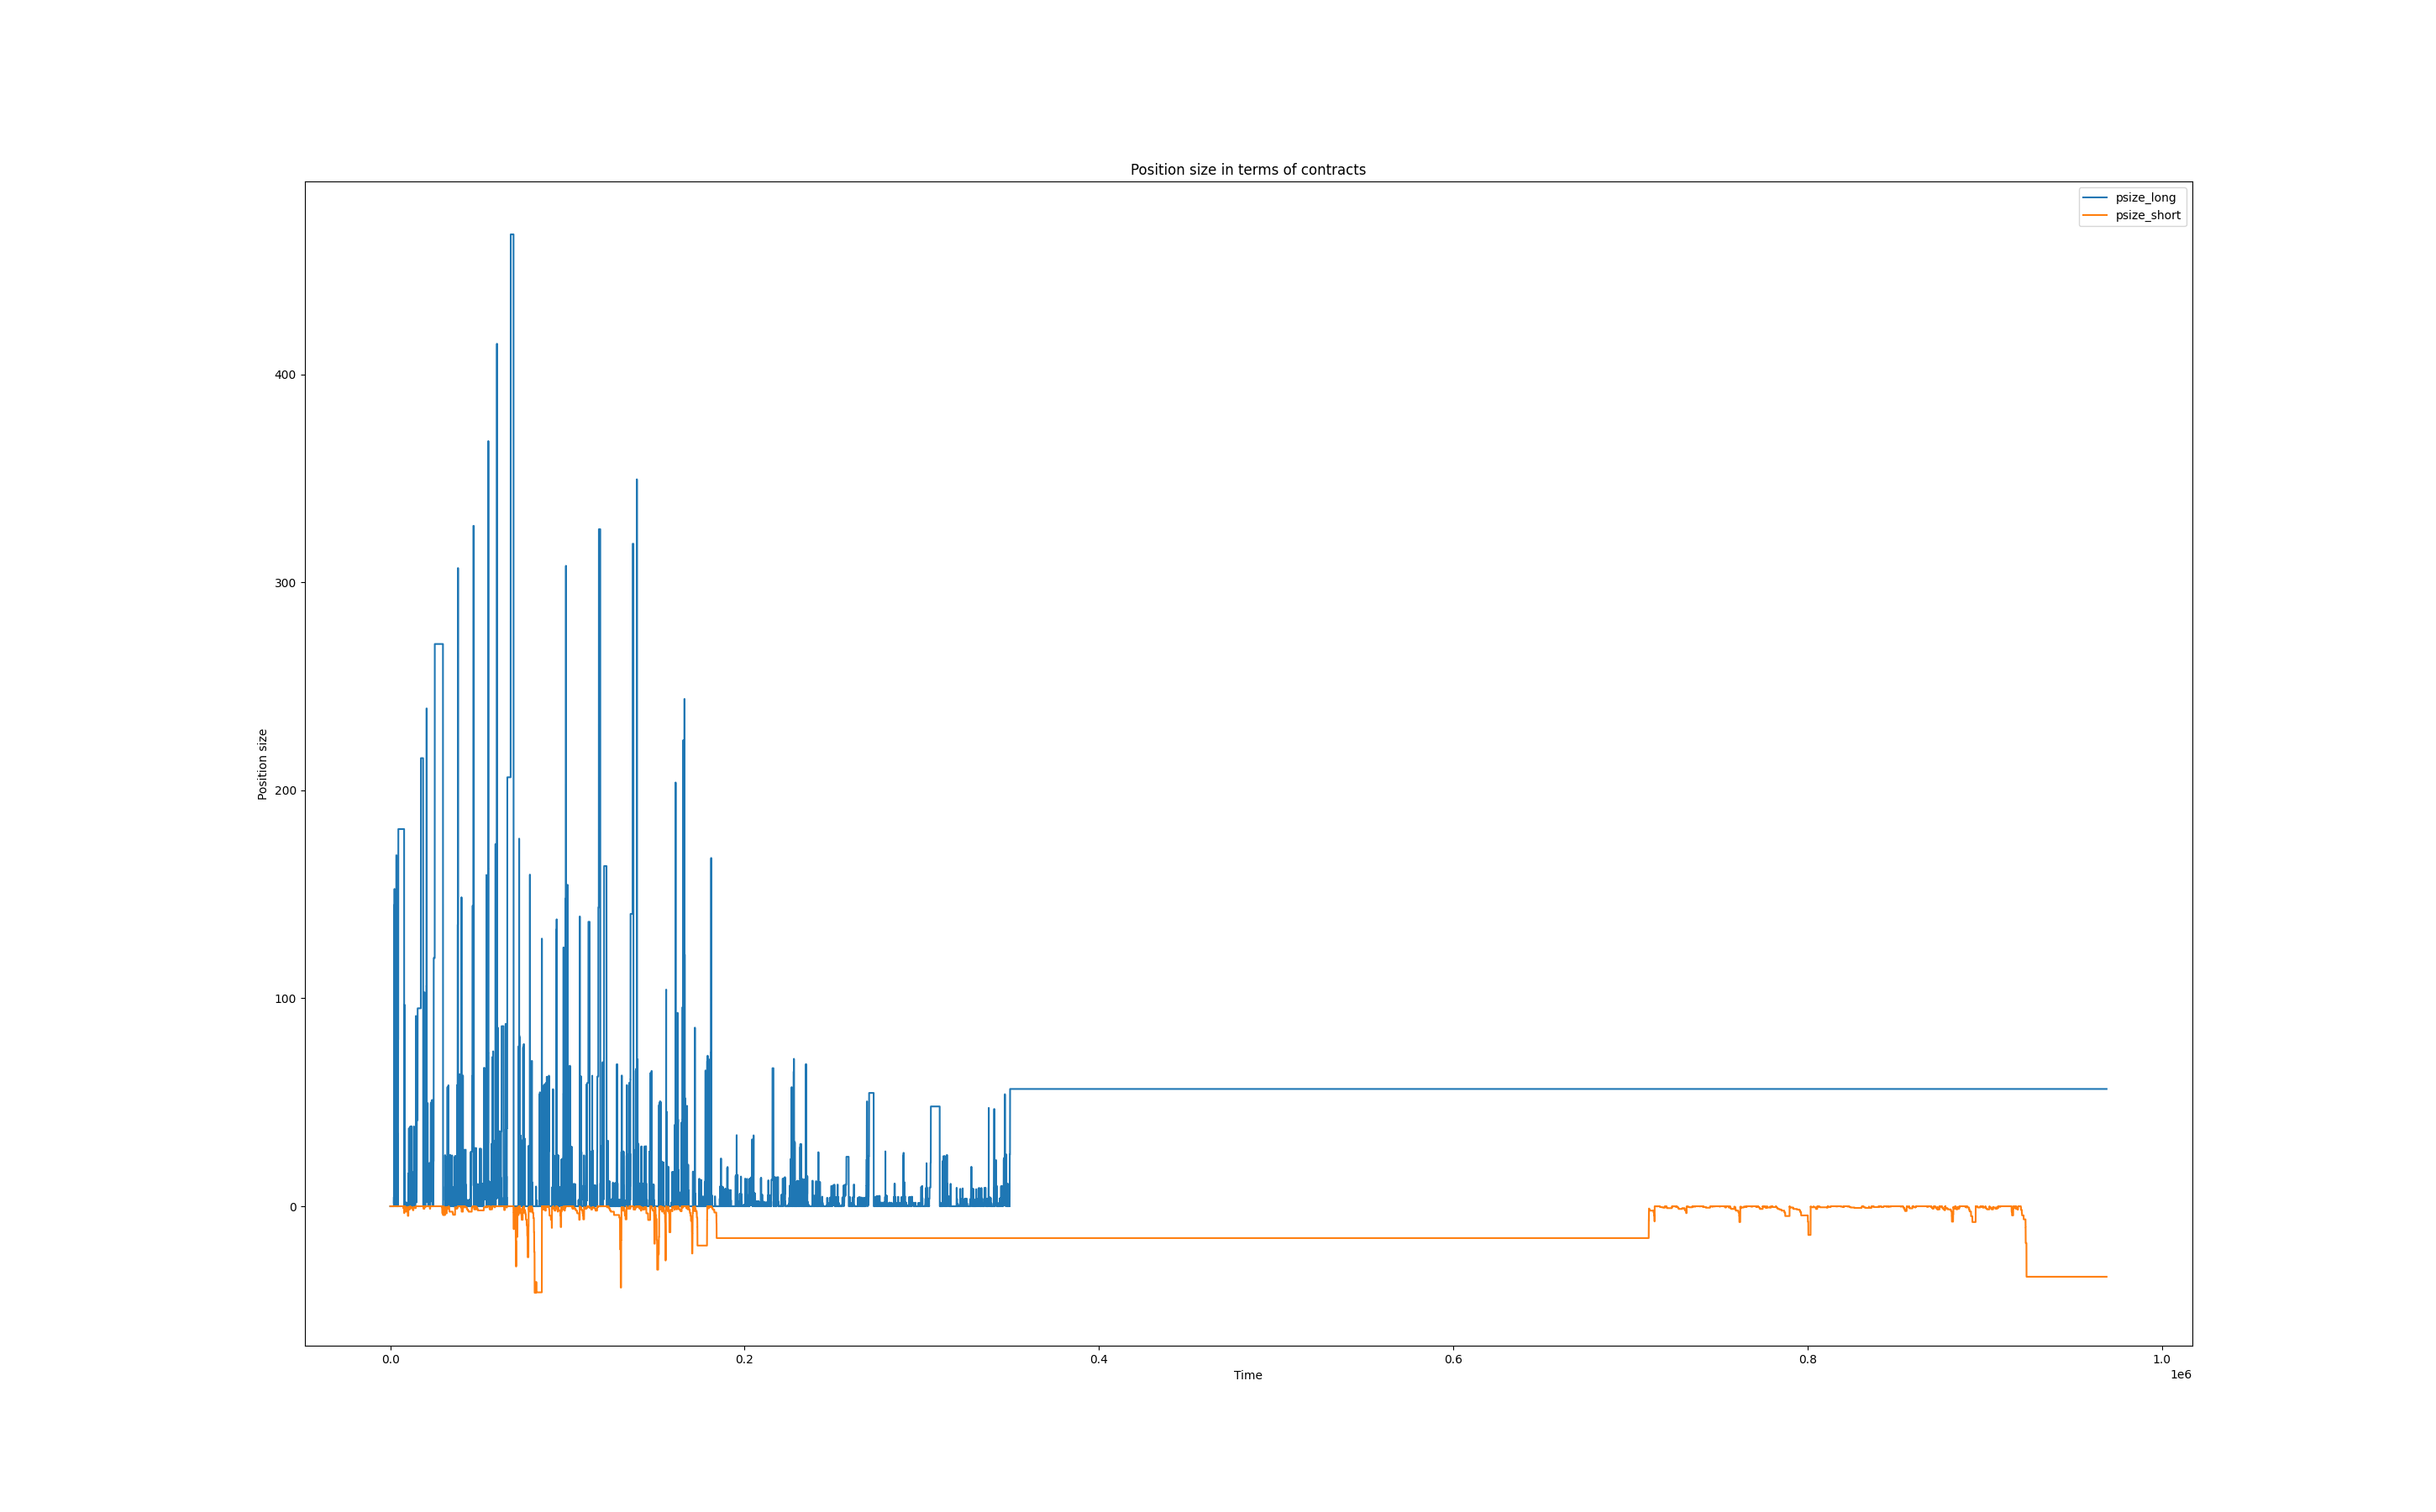 Position size in terms of contracts
psize_long
psize_short
Position size
400
300
200
100
0
0.0
0.2
0.4
0.6
0.8
1.0
1e6
Time